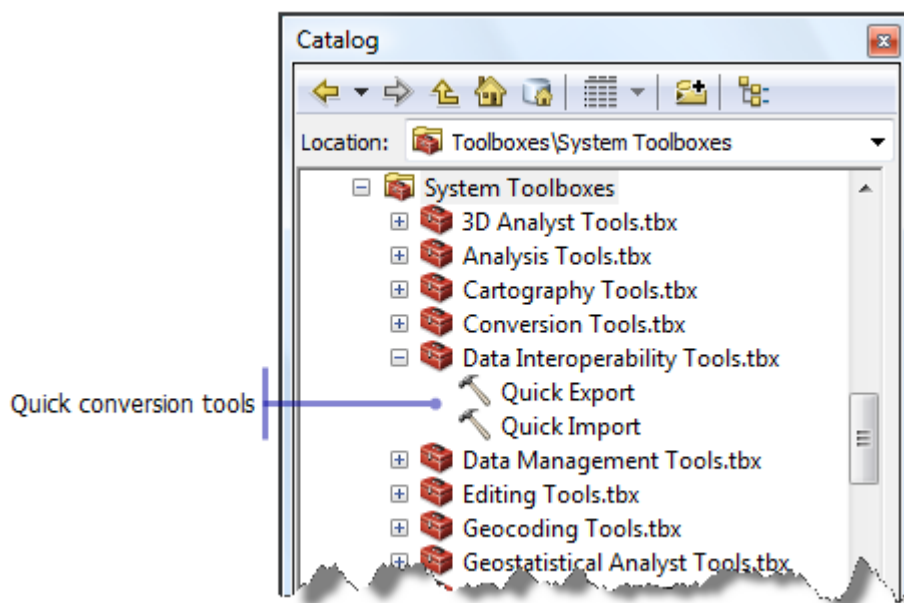 Catalog
Location: Toolboxes\System Toolboxes
System Toolboxes
3D Analyst Tools.tbx
Analysis Tools.tbx
Cartography Tools.tbx
Conversion Tools.tbx
Data Interoperability Tools.tbx
Quick conversion tools
Quick Export
Quick Import
Data Management Tools.tbx
Editing Tools.tbx
Geocoding Tools.tbx
Geostatistical Analyst Tools.tbx